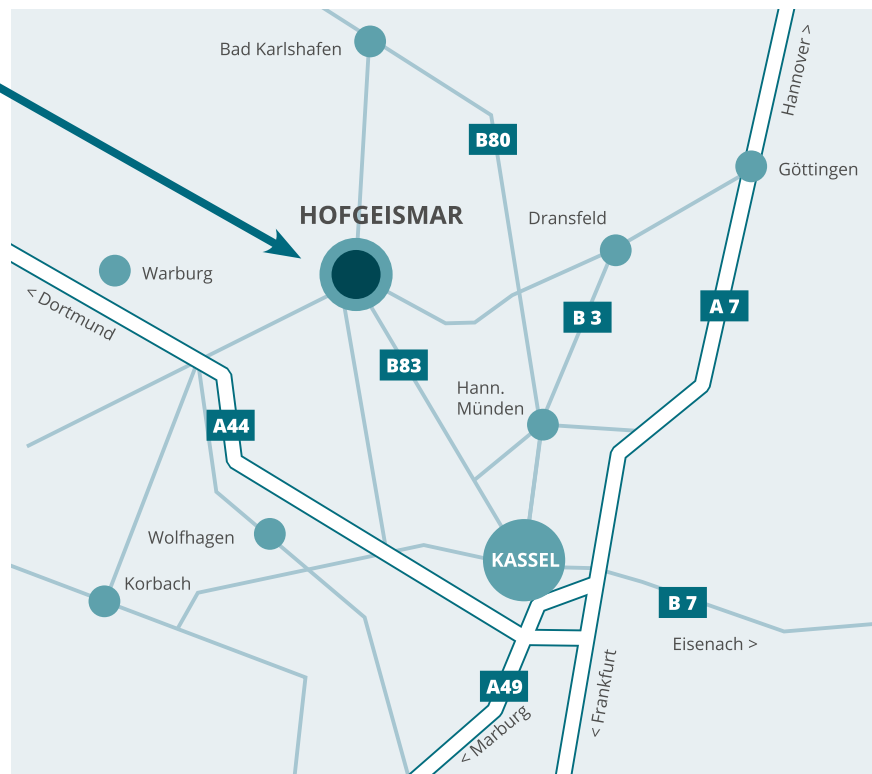 Bad Karlshafen
Hannover >
B80
Göttingen
HOFGEISMAR
Dransfeld
Warburg
< Dortmund
A 7
B 3
B83
Hann.
Münden
A44
Wolfhagen
KASSEL
Korbach
B 7
Eisenach >
< Frankfurt
A49
< Marburg